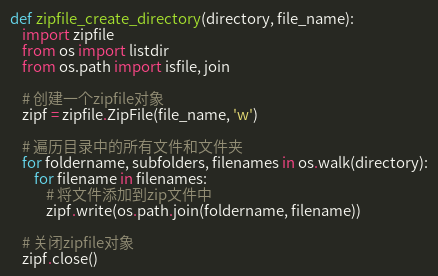 def zipfile_create_directory(directory, file_name):
import zipfile
from os import listdir
from os.path import isfile, join
# 创建一个zipfile对象
zipf = zipfile.ZipFile(file_name, 'w')
# 遍历目录中的所有文件和文件夹
for foldername, subfolders, filenames in os.walk(directory):
for filename in filenames:
# 将文件添加到zip文件中
zipf.write(os.path.join(foldername, filename))
# 关闭zipfile对象
zipf.close()